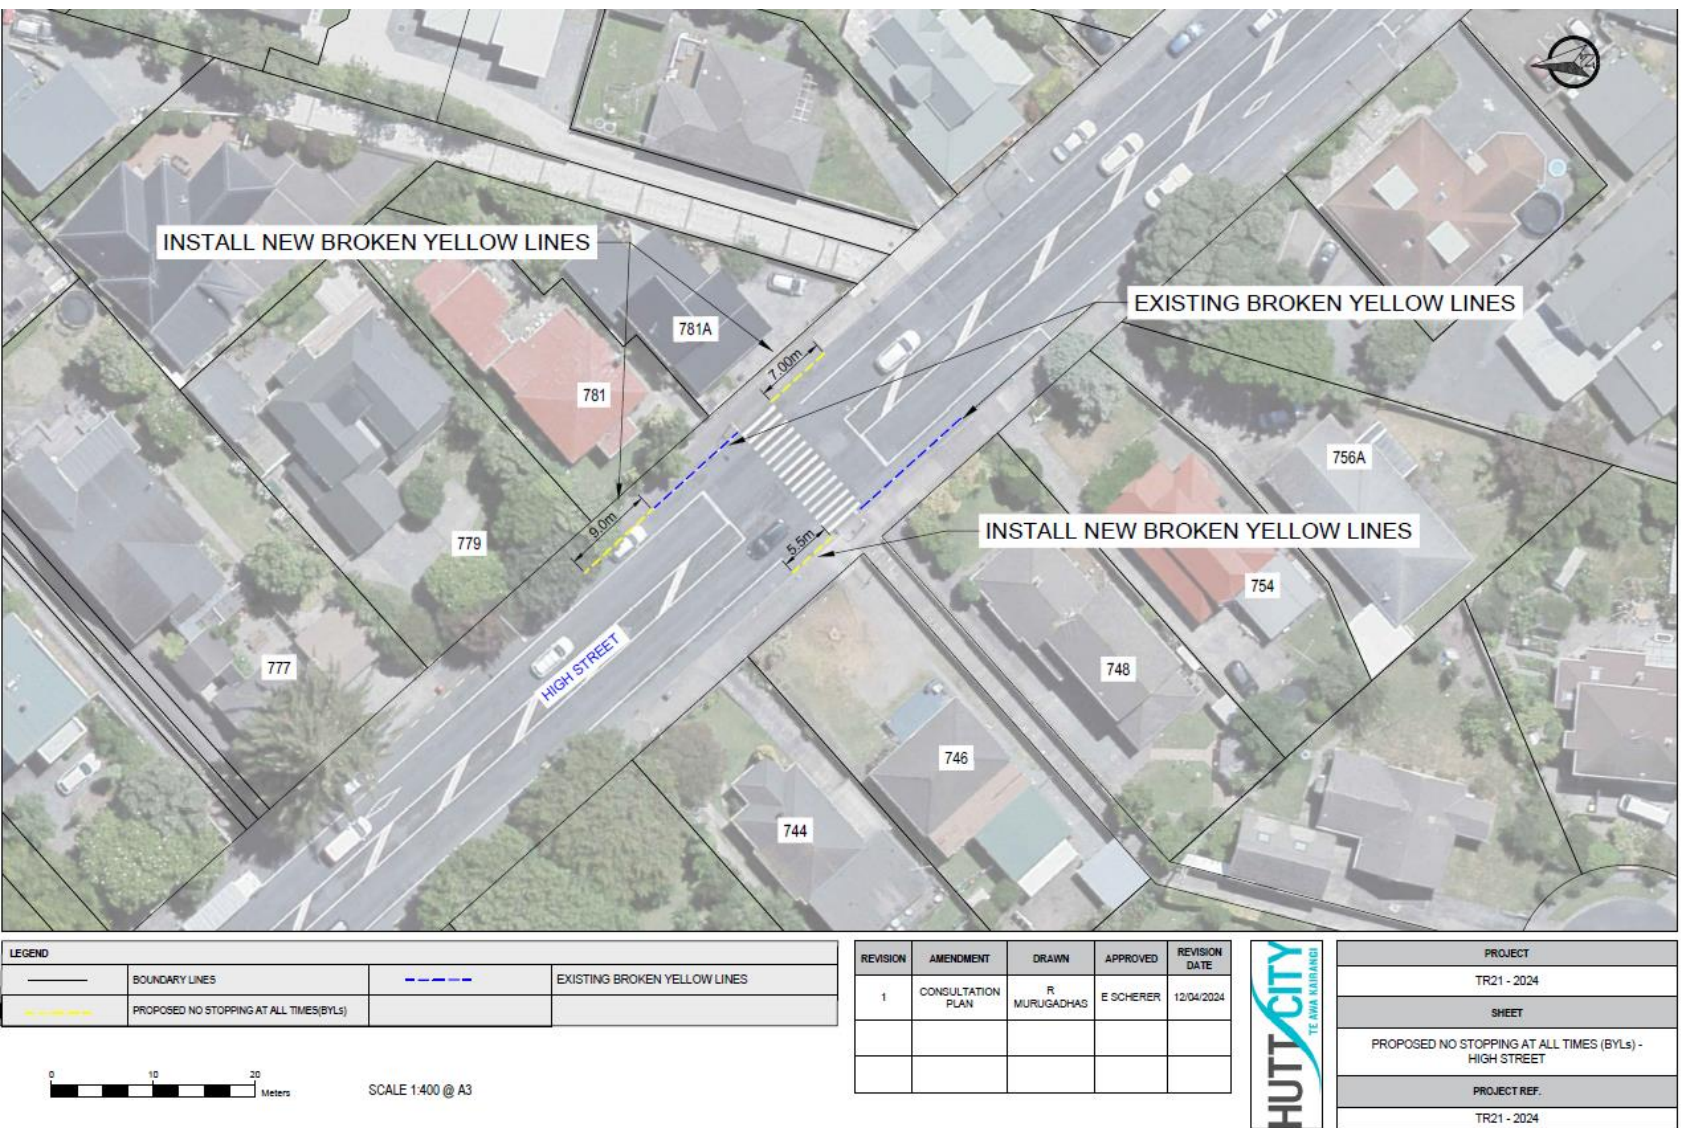 INSTALL NEW BROKEN YELLOW LINES
EXISTING BROKEN YELLOW LINES
781A
7.00m
781
756A
9.0m
5.5m
INSTALL NEW BROKEN YELLOW LINES
779
754
HIGH STREET
777
748
746
744
LEGEND
BOUNDARY LINES
EXISTING BROKEN YELLOW LINES
PROPOSED NO STOPPING AT ALL TIMES(BYLs)
0 10 20
Meters
SCALE 1:400 @ A3
REVISION AMENDMENT DRAWN APPROVED REVISION DATE
1 CONSULTATION PLAN R MURUGADHAS E SCHERER 12/04/2024
HUTT CITY
TE AWA KAIRANGI
PROJECT
TR21 - 2024
SHEET
PROPOSED NO STOPPING AT ALL TIMES (BYLs) -
HIGH STREET
PROJECT REF.
TR21 - 2024